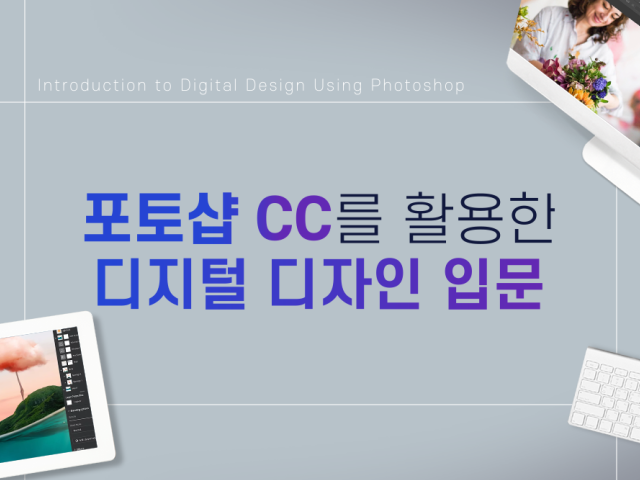 Introduction to Digital Design Using Photoshop
포토샵 CC를 활용한
디지털 디자인 입문